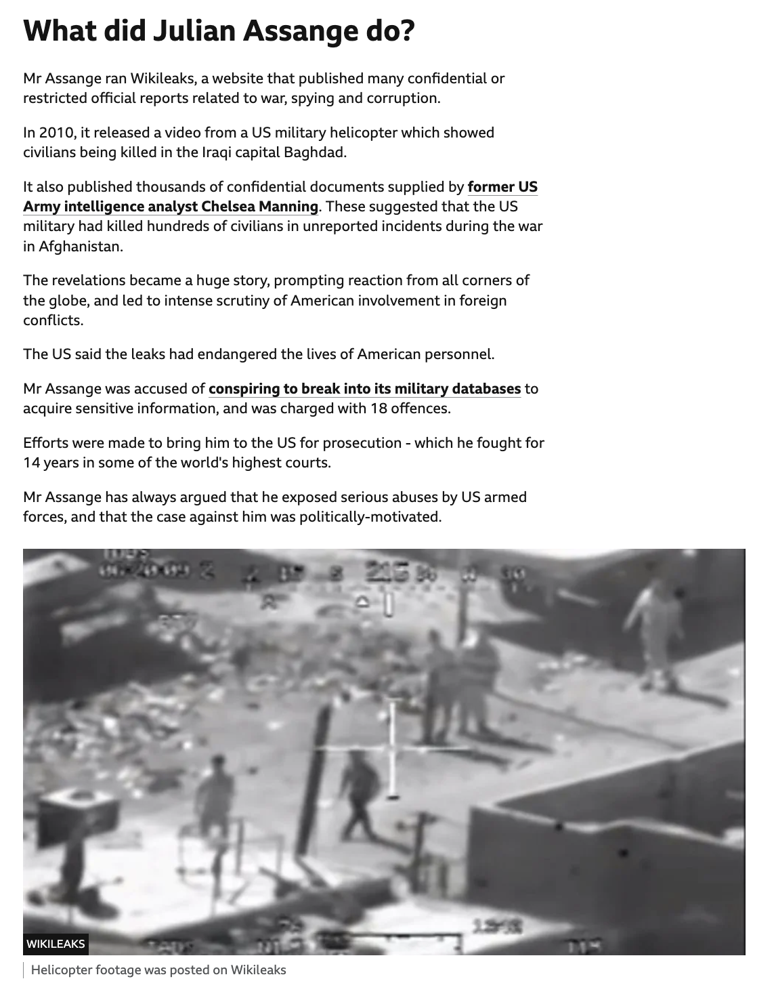 What did Julian Assange do?
Mr Assange ran Wikileaks, a website that published many confidential or
restricted official reports related to war, spying and corruption.
In 2010, it released a video from a US military helicopter which showed
civilians being killed in the Iraqi capital Baghdad.
It also published thousands of confidential documents supplied by former US
Army intelligence analyst Chelsea Manning. These suggested that the US
military had killed hundreds of civilians in unreported incidents during the war
in Afghanistan.
The revelations became a huge story, prompting reaction from all corners of
the globe, and led to intense scrutiny of American involvement in foreign
conflicts.
The US said the leaks had endangered the lives of American personnel.
Mr Assange was accused of conspiring to break into its military databases to
acquire sensitive information, and was charged with 18 offences.
Efforts were made to bring him to the US for prosecution - which he fought for
14 years in some of the world's highest courts.
Mr Assange has always argued that he exposed serious abuses by US armed
forces, and that the case against him was politically-motivated.
WIKILEAKS
Helicopter footage was posted on Wikileaks